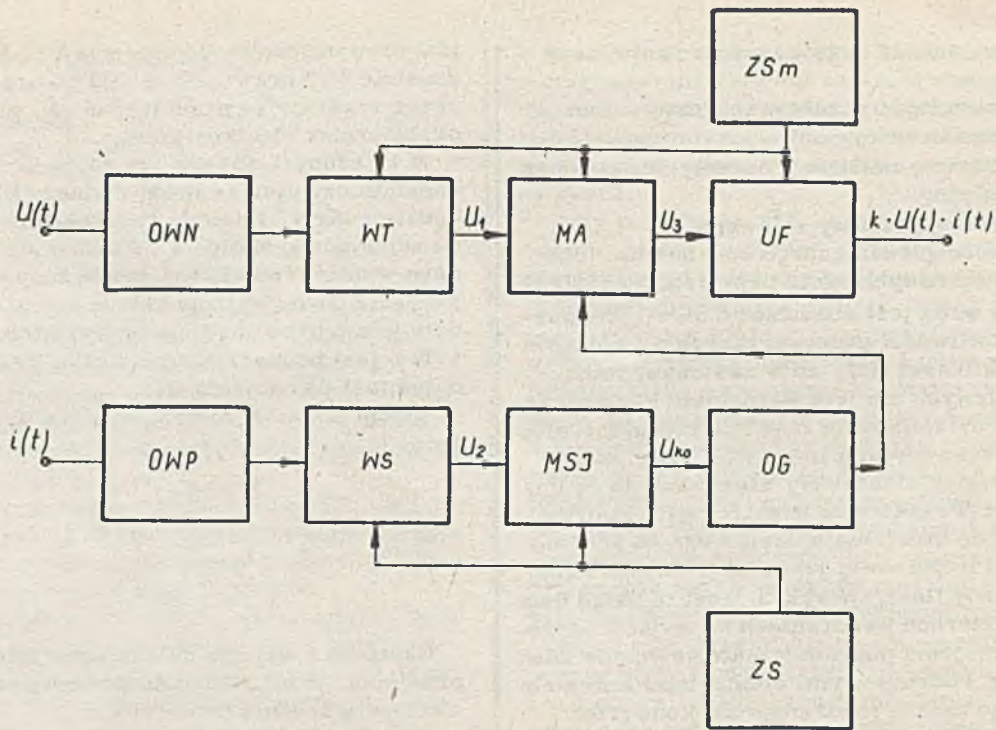 ZSm
U(t)
OWN
WT
U₁
MA
U₃
UF
k·U(t)·i(t)
i(t)
OWP
WS
U₂
MSJ
Uko
OG
ZS